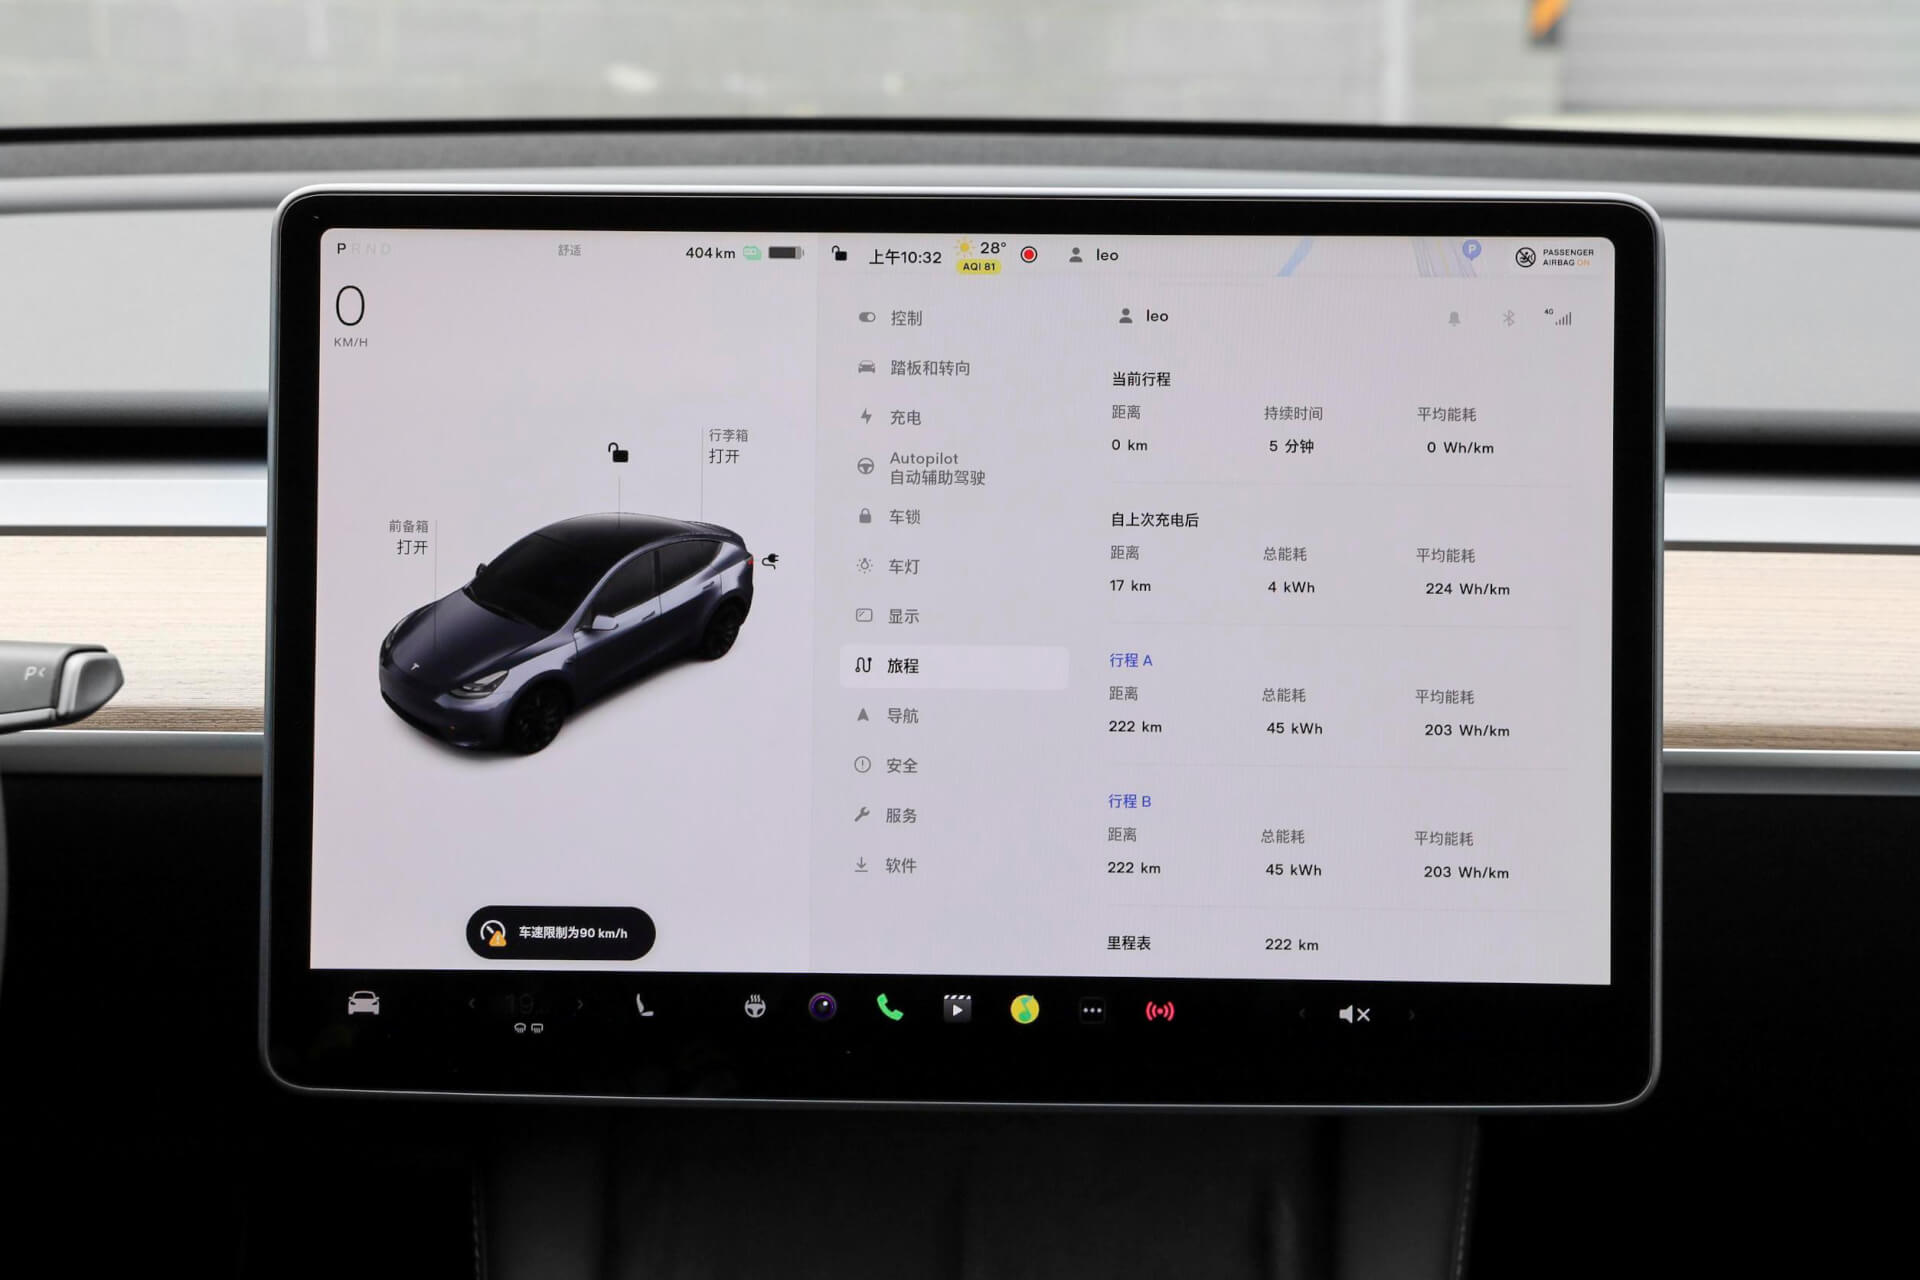 P R N D
舒适
404 km
上午10:32
28°
AQI 81
leo
P
PASSENGER
AIRBAG ON
0
KM/H
行李箱
打开
前备箱
打开
车速限制为90 km/h
控制
踏板和转向
充电
Autopilot
自动辅助驾驶
车锁
车灯
显示
旅程
导航
安全
服务
软件
leo
4G
当前行程
距离 持续时间 平均能耗
0 km 5 分钟 0 Wh/km
自上次充电后
距离 总能耗 平均能耗
17 km 4 kWh 224 Wh/km
行程 A
距离 总能耗 平均能耗
222 km 45 kWh 203 Wh/km
行程 B
距离 总能耗 平均能耗
222 km 45 kWh 203 Wh/km
里程表 222 km
P